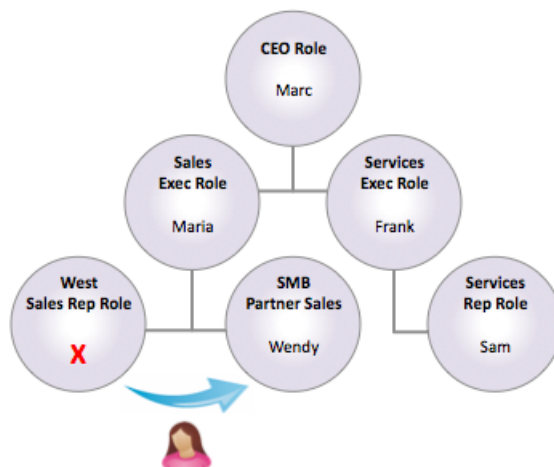 CEO Role
Marc
Sales
Exec Role
Maria
Services
Exec Role
Frank
West
Sales Rep Role
X
SMB
Partner Sales
Wendy
Services
Rep Role
Sam